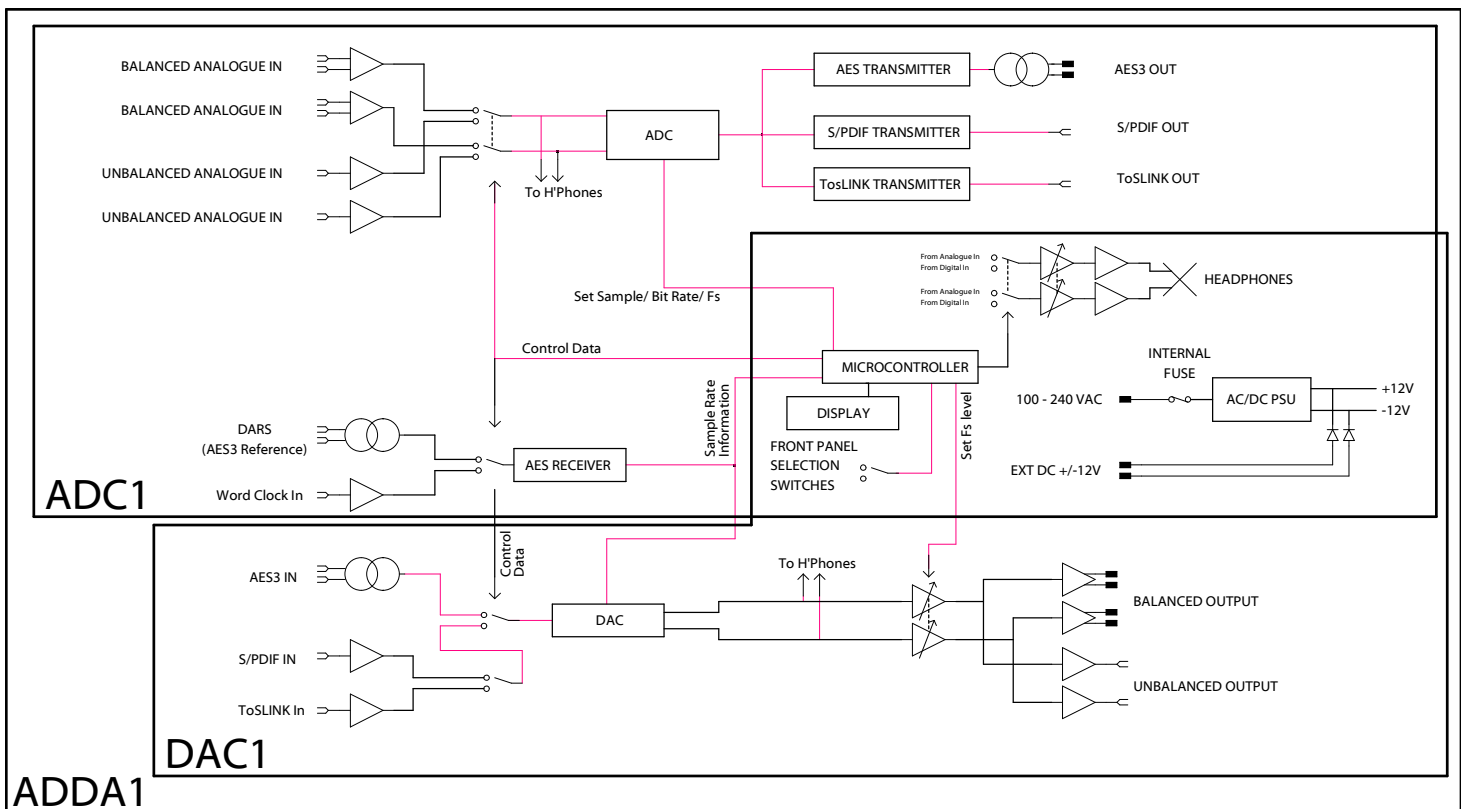 BALANCED ANALOGUE IN
BALANCED ANALOGUE IN
UNBALANCED ANALOGUE IN
UNBALANCED ANALOGUE IN
To H'Phones
ADC
AES TRANSMITTER
AES3 OUT
S/PDIF TRANSMITTER
S/PDIF OUT
TosLINK TRANSMITTER
ToSLINK OUT
From Analogue In
From Digital In
From Analogue In
From Digital In
HEADPHONES
Set Sample/ Bit Rate/ Fs
Control Data
MICROCONTROLLER
DISPLAY
INTERNAL
FUSE
100 - 240 VAC
AC/DC PSU
+12V
-12V
EXT DC +/-12V
Sample Rate
Information
Set Fs level
FRONT PANEL
SELECTION
SWITCHES
DARS
(AES3 Reference)
AES RECEIVER
Word Clock In
ADC1
Control
Data
AES3 IN
DAC
To H'Phones
BALANCED OUTPUT
S/PDIF IN
UNBALANCED OUTPUT
ToSLINK In
DAC1
ADDA1